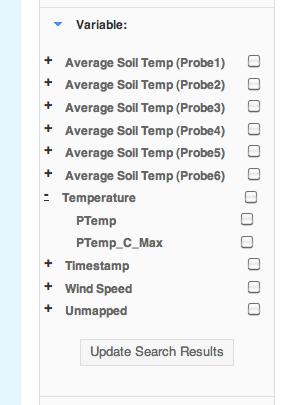 Variable:
+ Average Soil Temp (Probe1)
+ Average Soil Temp (Probe2)
+ Average Soil Temp (Probe3)
+ Average Soil Temp (Probe4)
+ Average Soil Temp (Probe5)
+ Average Soil Temp (Probe6)
- Temperature
PTemp
PTemp_C_Max
+ Timestamp
+ Wind Speed
+ Unmapped
Update Search Results